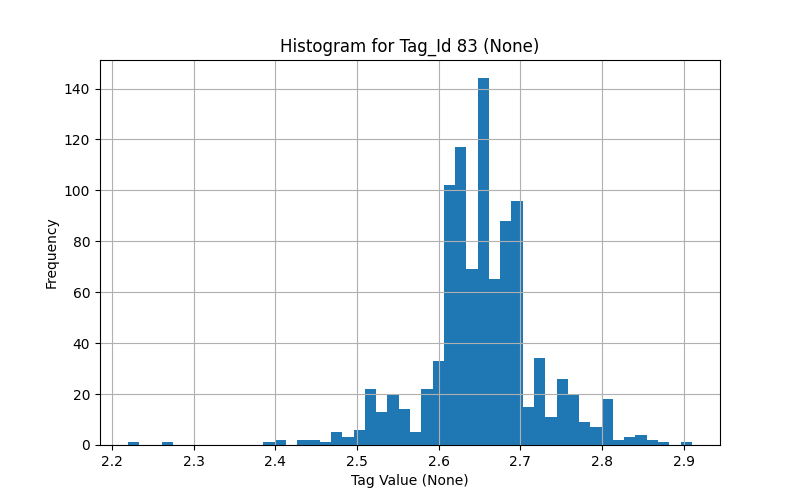 Histogram for Tag_Id 83 (None)
140
120
100
80
60
40
20
0
Frequency
2.2 2.3 2.4 2.5 2.6 2.7 2.8 2.9
Tag Value (None)